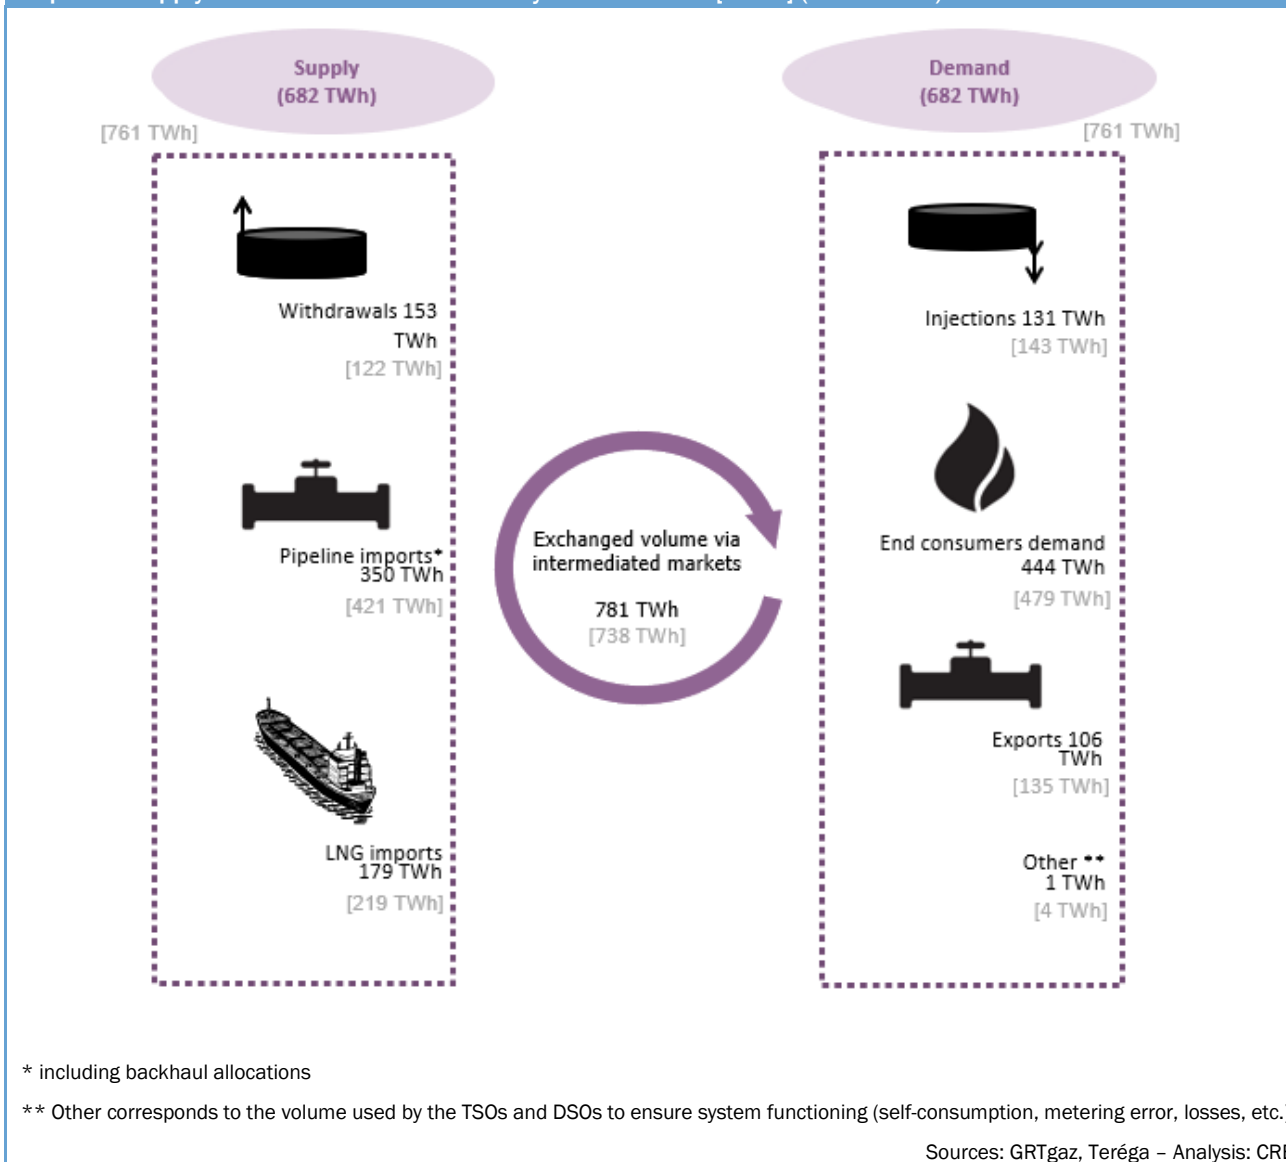 Supply
(682 TWh)
[761 TWh]
Withdrawals 153
TWh
[122 TWh]
Pipeline imports*
350 TWh
[421 TWh]
LNG imports
179 TWh
[219 TWh]
Exchanged volume via
intermediated markets
781 TWh
[738 TWh]
Demand
(682 TWh)
[761 TWh]
Injections 131 TWh
[143 TWh]
End consumers demand
444 TWh
[479 TWh]
Exports 106
TWh
[135 TWh]
Other **
1 TWh
[4 TWh]
* including backhaul allocations
** Other corresponds to the volume used by the TSOs and DSOs to ensure system functioning (self-consumption, metering error, losses, etc.)
Sources: GRTgaz, Teréga – Analysis: